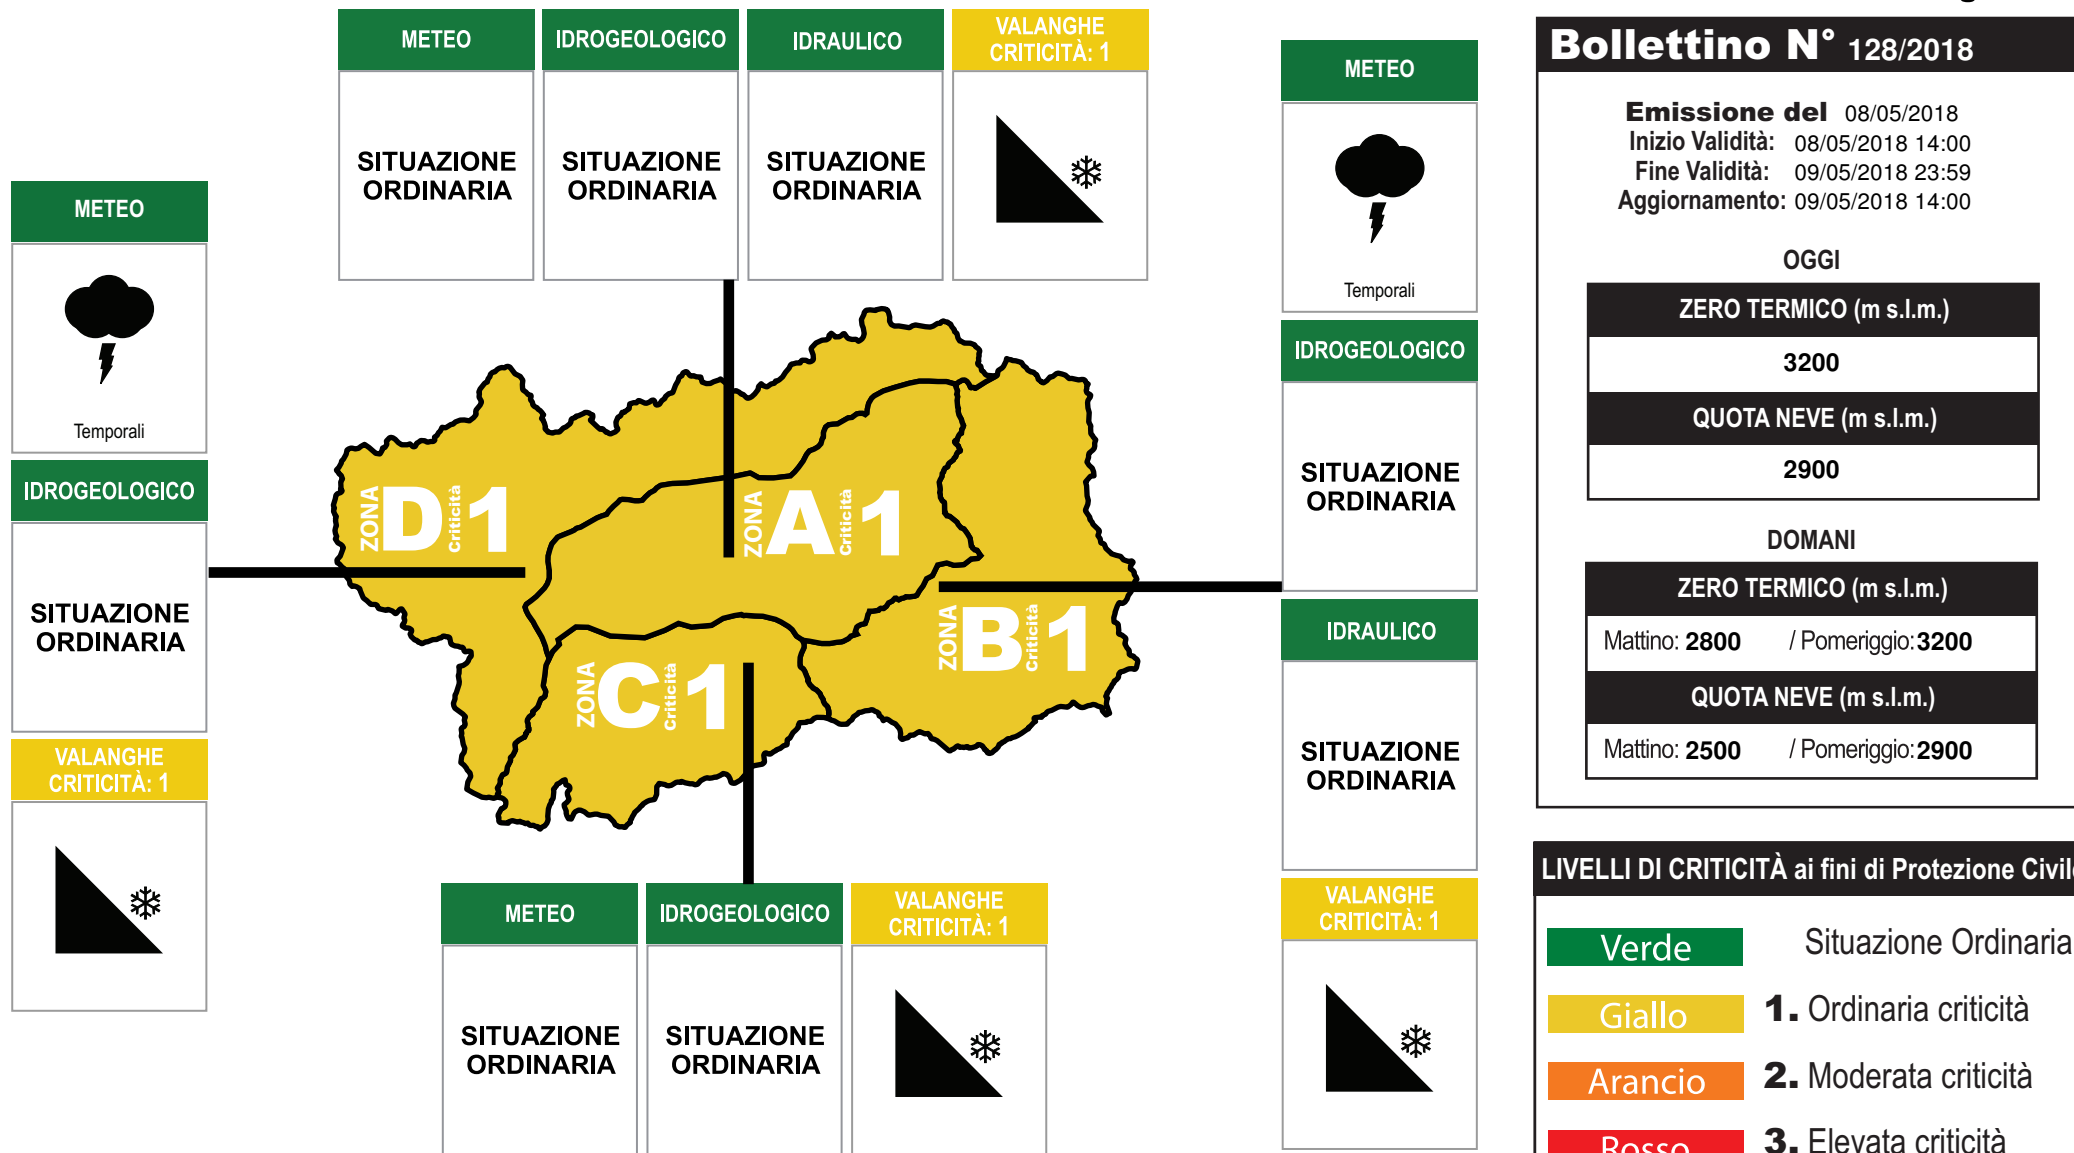 METEO
IDROGEOLOGICO
IDRAULICO
VALANGHE
CRITICITÀ: 1
SITUAZIONE
ORDINARIA
SITUAZIONE
ORDINARIA
SITUAZIONE
ORDINARIA
METEO
Temporali
IDROGEOLOGICO
SITUAZIONE
ORDINARIA
VALANGHE
CRITICITÀ: 1
ZONA D Criticità 1
ZONA A Criticità 1
ZONA B Criticità 1
ZONA C Criticità 1
METEO
IDROGEOLOGICO
VALANGHE
CRITICITÀ: 1
SITUAZIONE
ORDINARIA
SITUAZIONE
ORDINARIA
METEO
Temporali
IDROGEOLOGICO
SITUAZIONE
ORDINARIA
IDRAULICO
SITUAZIONE
ORDINARIA
VALANGHE
CRITICITÀ: 1
Bollettino N° 128/2018
Emissione del 08/05/2018
Inizio Validità: 08/05/2018 14:00
Fine Validità: 09/05/2018 23:59
Aggiornamento: 09/05/2018 14:00
OGGI
ZERO TERMICO (m s.l.m.)
3200
QUOTA NEVE (m s.l.m.)
2900
DOMANI
ZERO TERMICO (m s.l.m.)
Mattino: 2800 / Pomeriggio: 3200
QUOTA NEVE (m s.l.m.)
Mattino: 2500 / Pomeriggio: 2900
LIVELLI DI CRITICITÀ ai fini di Protezione Civile
Verde Situazione Ordinaria
Giallo 1. Ordinaria criticità
Arancio 2. Moderata criticità
Rosso 3. Elevata criticità